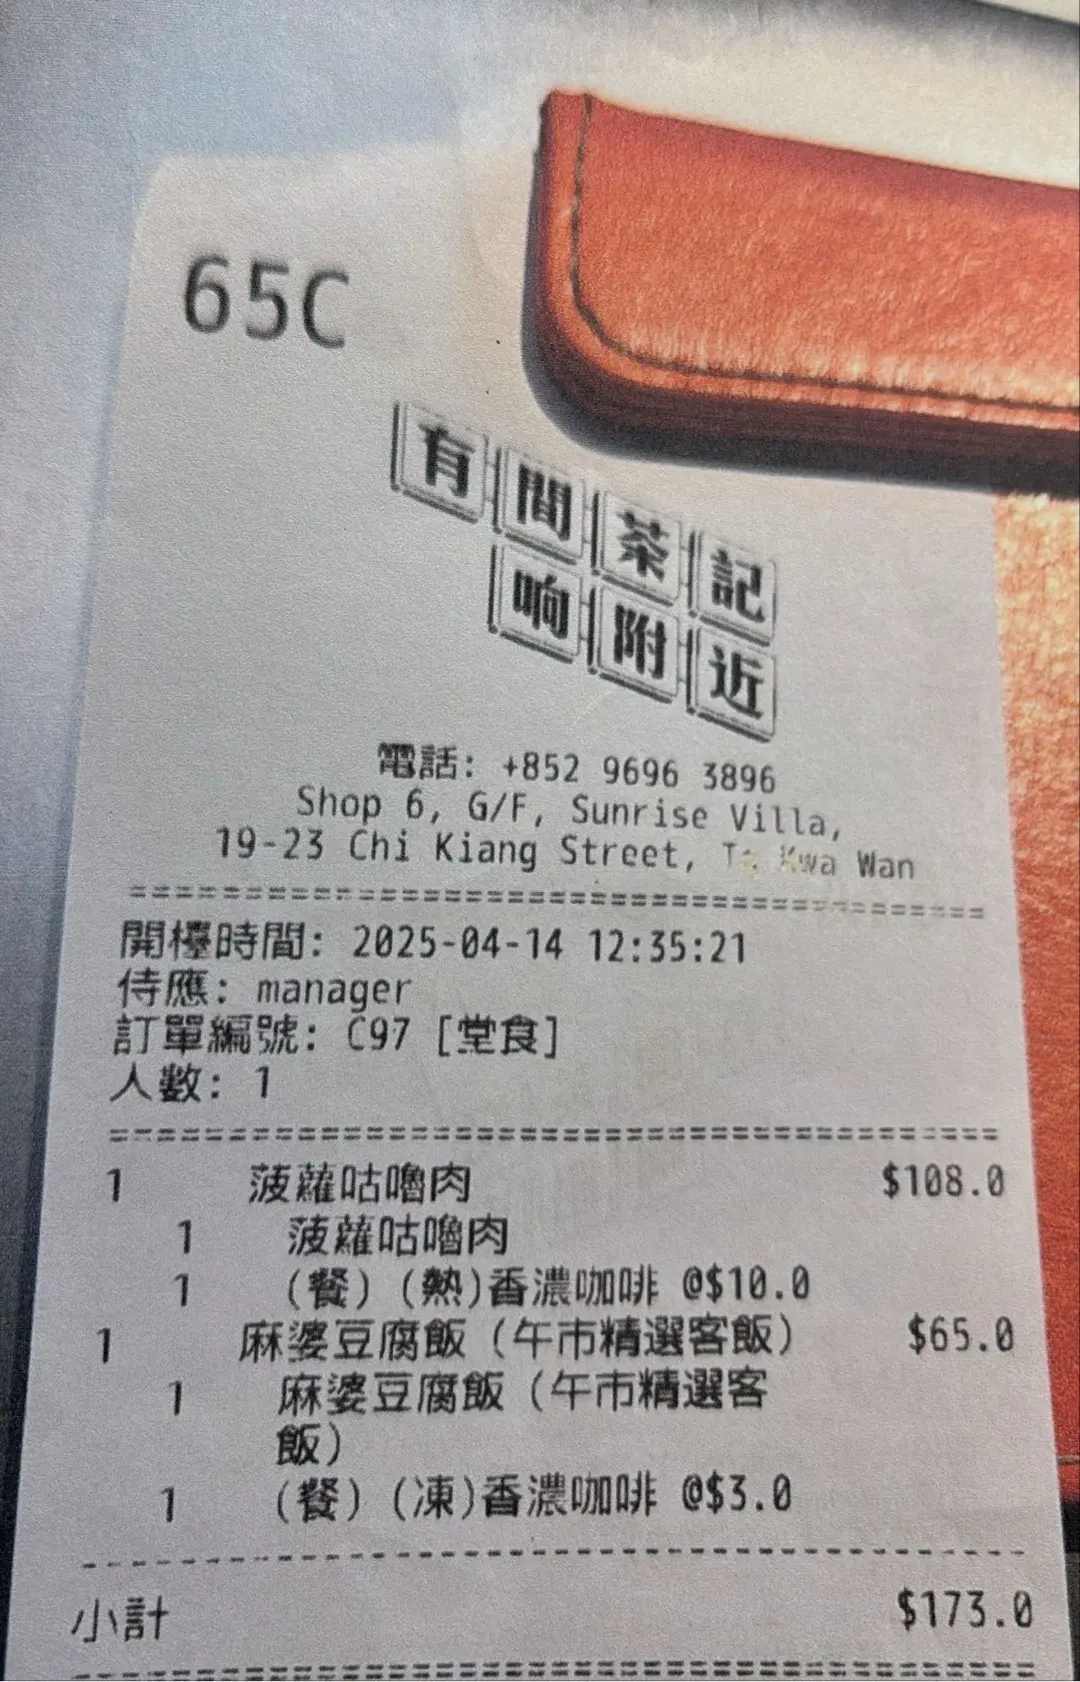 65C
有間茶記
响附近
電話: +852 9696 3896
Shop 6, G/F, Sunrise Villa,
19-23 Chi Kiang Street, To Kwa Wan
開檯時間: 2025-04-14 12:35:21
侍應: manager
訂單編號: C97 [堂食]
人數: 1
1 菠蘿咕嚕肉 $108.0
1 菠蘿咕嚕肉
1 (餐) (熱)香濃咖啡 @$10.0
1 麻婆豆腐飯 (午市精選客飯) $65.0
1 麻婆豆腐飯 (午市精選客
飯)
1 (餐) (凍)香濃咖啡 @$3.0
小計 $173.0